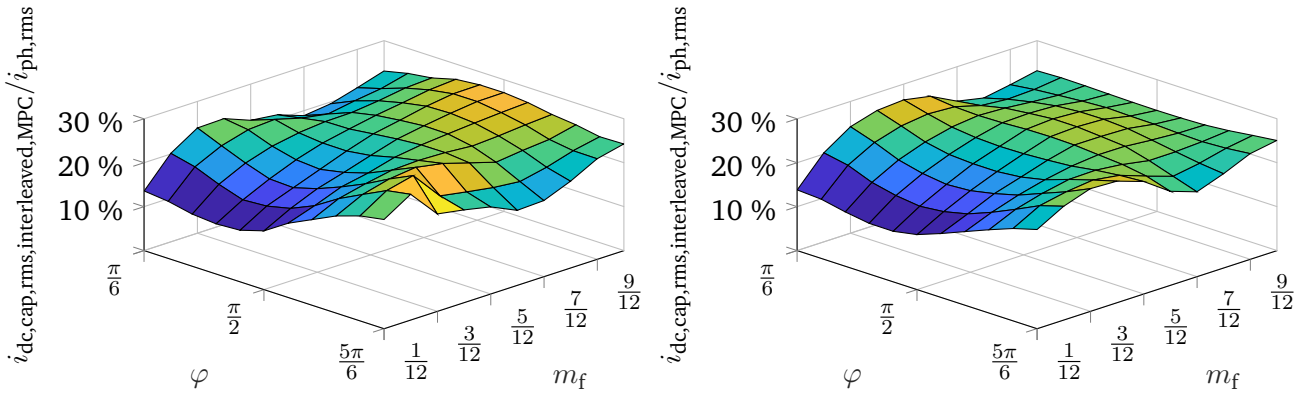 i_dc,cap,rms,interleaved,MPC/i_ph,rms
30 %
20 %
10 %
π/6
π/2
5π/6
φ
1/12
3/12
5/12
7/12
9/12
m_f
i_dc,cap,rms,interleaved,MPC/i_ph,rms
30 %
20 %
10 %
π/6
π/2
5π/6
φ
1/12
3/12
5/12
7/12
9/12
m_f